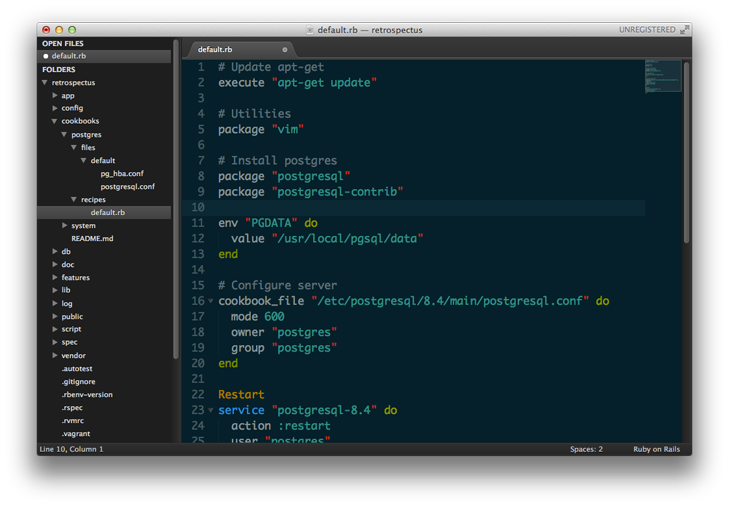 default.rb — retrospectus
UNREGISTERED
OPEN FILES
default.rb
FOLDERS
retrospectus
app
config
cookbooks
postgres
files
default
pg_hba.conf
postgresql.conf
recipes
default.rb
system
README.md
db
doc
features
lib
log
public
script
spec
vendor
.autotest
.gitignore
.rbenv-version
.rspec
.rvmrc
.vagrant
default.rb
1 # Update apt-get
2 execute "apt-get update"
3
4 # Utilities
5 package "vim"
6
7 # Install postgres
8 package "postgresql"
9 package "postgresql-contrib"
10
11 env "PGDATA" do
12 value "/usr/local/pgsql/data"
13 end
14
15 # Configure server
16 cookbook_file "/etc/postgresql/8.4/main/postgresql.conf" do
17 mode 600
18 owner "postgres"
19 group "postgres"
20 end
21
22 Restart
23 service "postgresql-8.4" do
24 action :restart
25 user "postgres"
Line 10, Column 1
Spaces: 2
Ruby on Rails